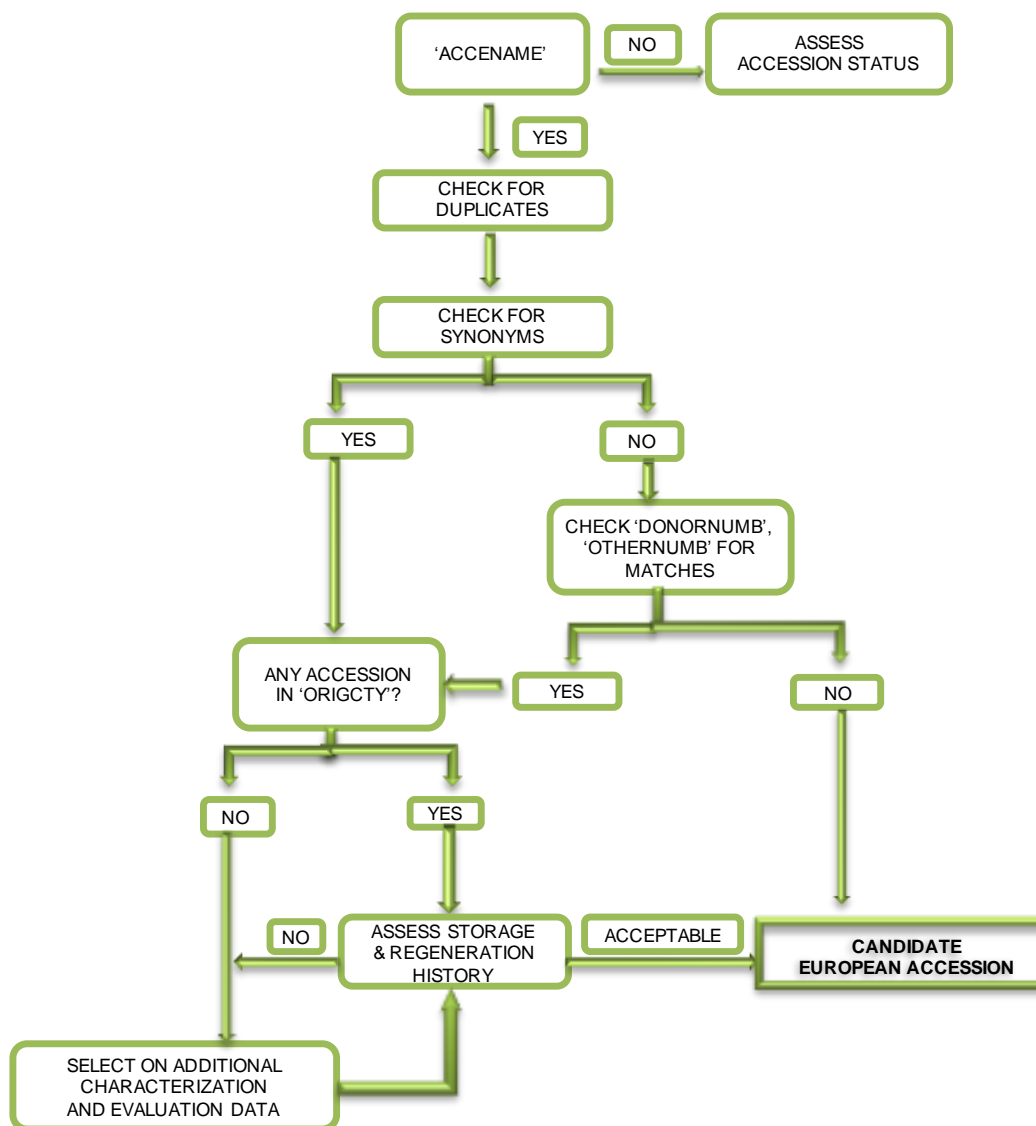 ‘ACCENAME’
NO
ASSESS
ACCESSION STATUS
YES
CHECK FOR
DUPLICATES
CHECK FOR
SYNONYMS
YES
NO
CHECK ‘DONORNUMB’,
‘OTHERNUMB’ FOR
MATCHES
ANY ACCESSION
IN ‘ORIGCTY’?
YES
NO
NO
YES
NO
ASSESS STORAGE
& REGENERATION
HISTORY
ACCEPTABLE
CANDIDATE
EUROPEAN ACCESSION
SELECT ON ADDITIONAL
CHARACTERIZATION
AND EVALUATION DATA